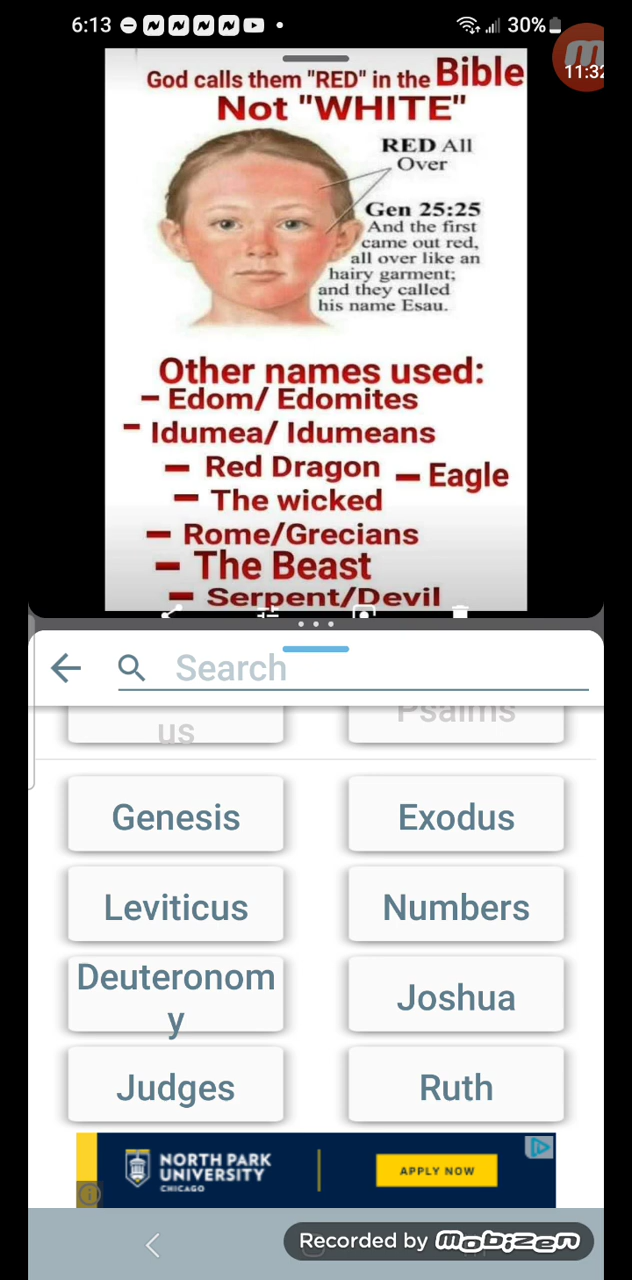 6:13
30%
11:32
God calls them "RED" in the Bible
Not "WHITE"
RED All
Over
Gen 25:25
And the first
came out red,
all over like an
hairy garment;
and they called
his name Esau.
Other names used:
- Edom/ Edomites
- Idumea/ Idumeans
- Red Dragon
- Eagle
- The wicked
- Rome/Grecians
- The Beast
- Serpent/Devil
Search
us
Psalms
Genesis
Exodus
Leviticus
Numbers
Deuteronom
y
Joshua
Judges
Ruth
NORTH PARK
UNIVERSITY
CHICAGO
APPLY NOW
Recorded by mobizen